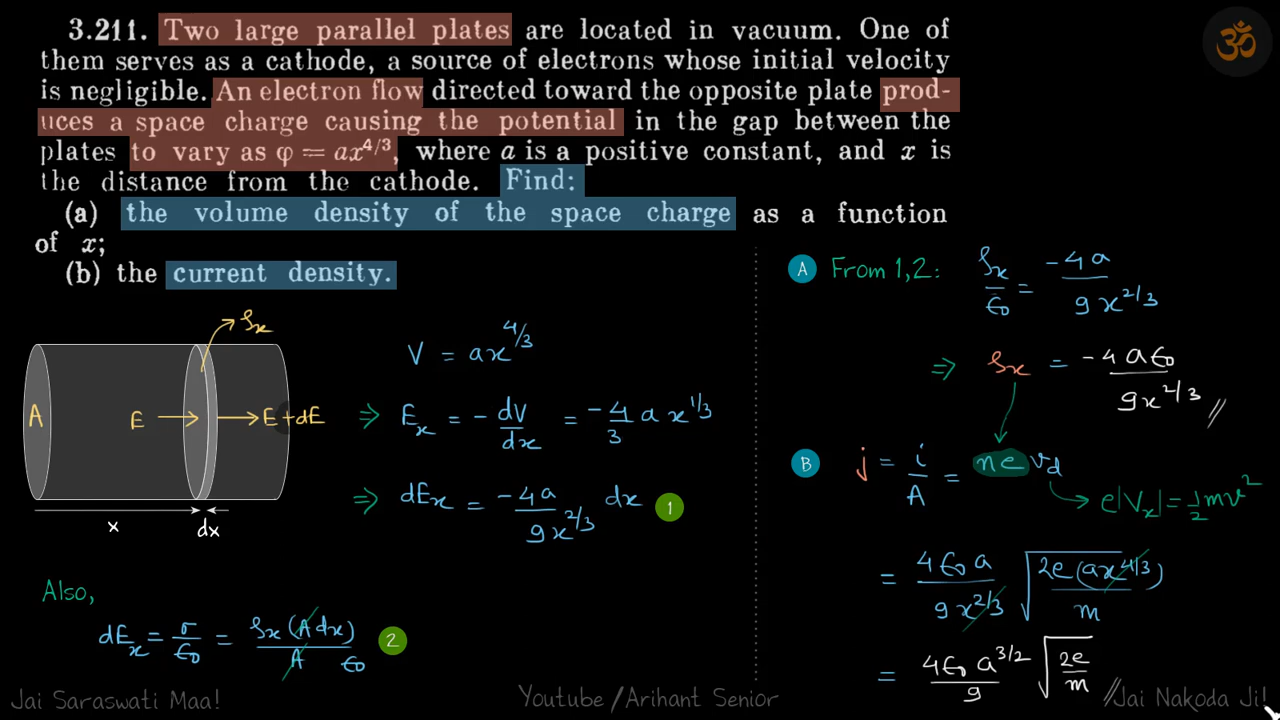 3.211. Two large parallel plates are located in vacuum. One of
them serves as a cathode, a source of electrons whose initial velocity
is negligible. An electron flow directed toward the opposite plate prod-
uces a space charge causing the potential in the gap between the
plates to vary as φ = ax^{4/3}, where a is a positive constant, and x is
the distance from the cathode. Find:
(a) the volume density of the space charge as a function
of x;
(b) the current density.
ρx
A
E
E+dE
x
dx
V = ax^{4/3}
⇒ Ex = -dV/dx = -4/3 a x^{1/3}
⇒ dEx = -4a/9x^{2/3} dx 1
Also,
dEx = σ/ε0 = ρx (A dx)/A ε0 2
A From 1,2: ρx/ε0 = -4a/9x^{2/3}
⇒ ρx = -4aε0/9x^{2/3} //
B j = i/A = ne vd
→ e|Vx| = 1/2 mv^2
= 4ε0 a/9x^{2/3} √(2e(ax^{4/3})/m)
= 4ε0 a^{3/2}/9 √(2e/m) //
Jai Saraswati Maa!
Youtube / Arihant Senior
Jai Nakoda Ji!
ॐ